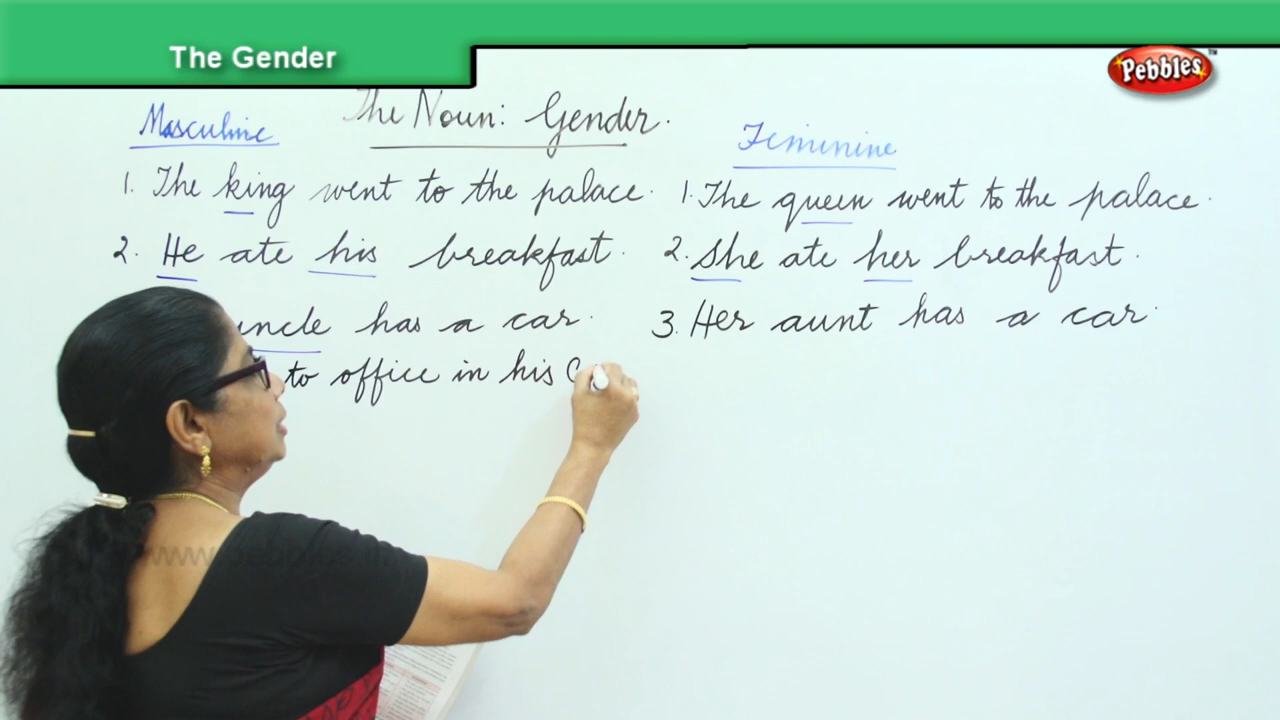 The Gender
Pebbles
TM
The Noun: Gender.
Masculine
1. The king went to the palace.
2. He ate his breakfast.
uncle has a car.
to office in his
Feminine
1. The queen went to the palace.
2. She ate her breakfast.
3. Her aunt has a car.